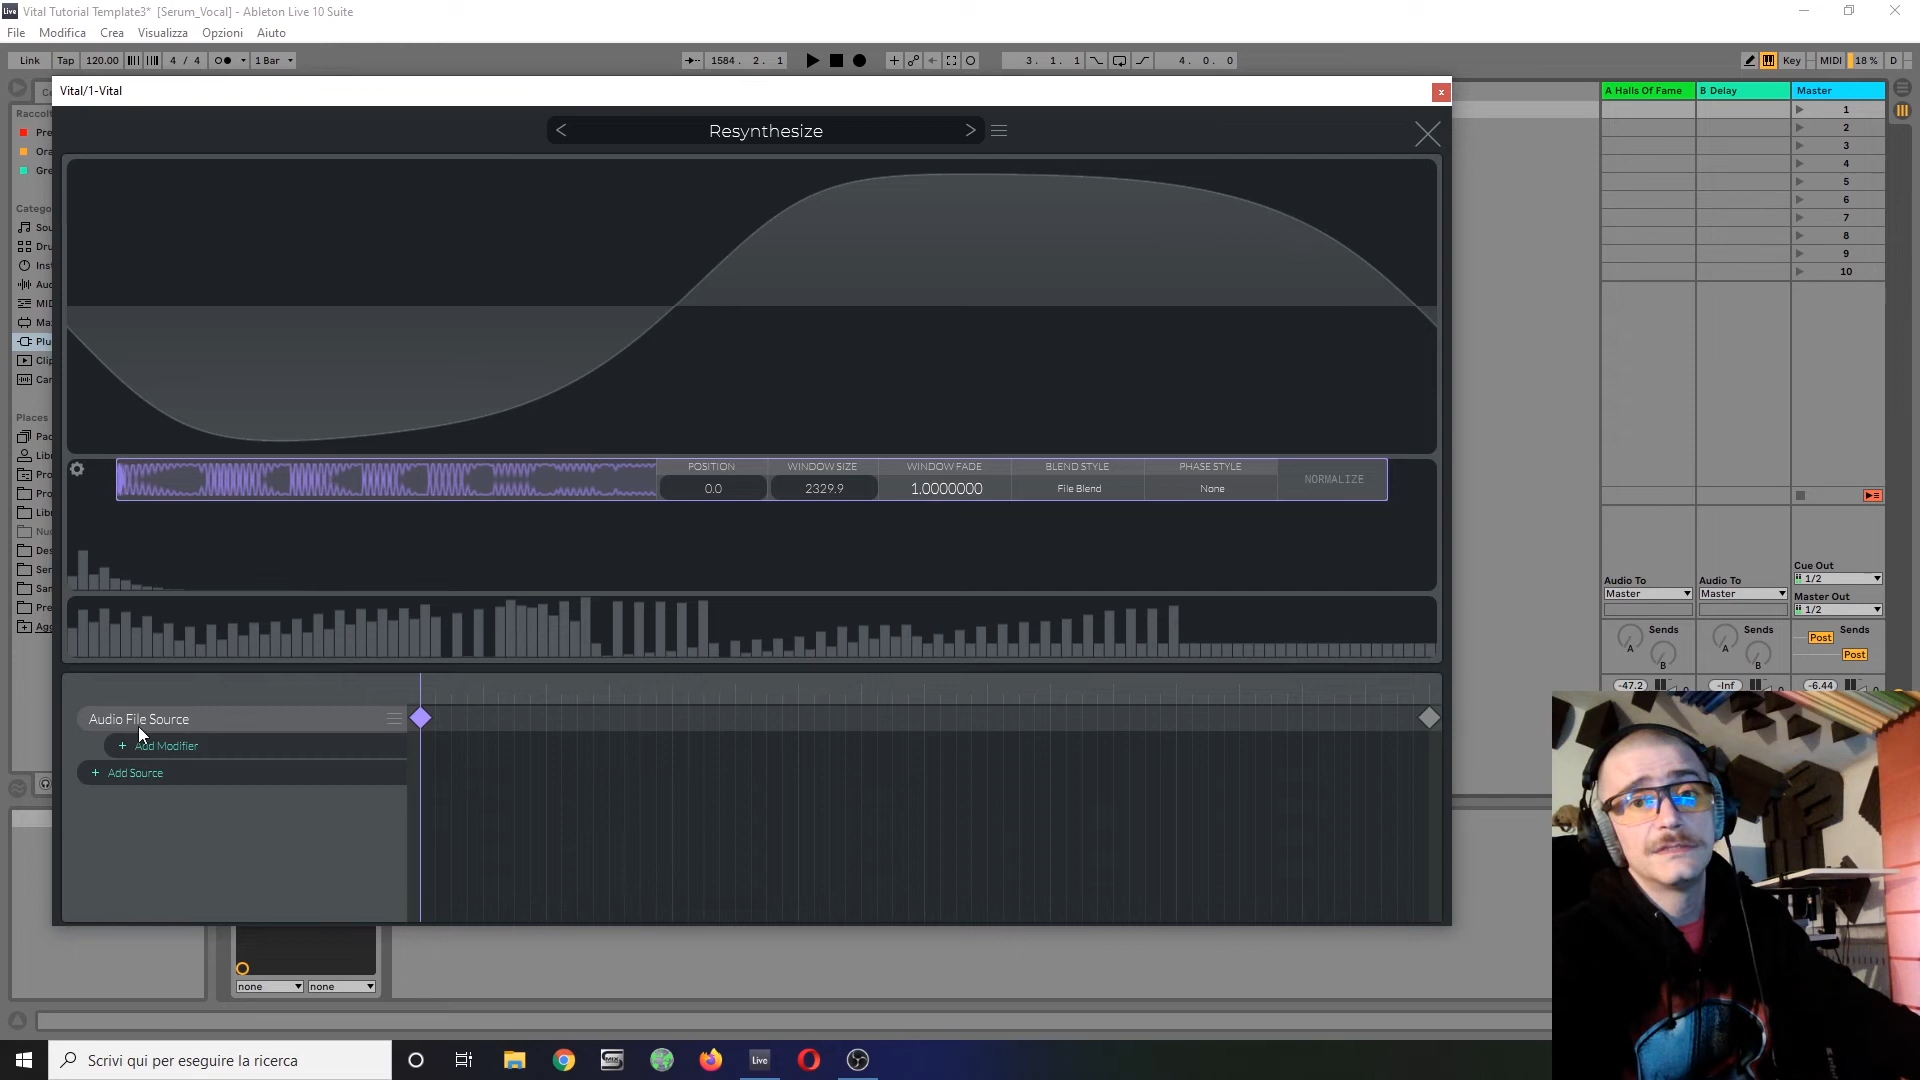 Live Vital Tutorial Template3* [Serum_Vocal] - Ableton Live 10 Suite
File Modifica Crea Visualizza Opzioni Aiuto
Link Tap 120.00 4 / 4 1 Bar 1584. 2. 1 3. 1. 1 4. 0. 0 Key MIDI 18 % D
Vital/1-Vital
A Halls Of Fame B Delay Master
Resynthesize
1
2
3
4
5
6
7
8
9
10
POSITION WINDOW SIZE WINDOW FADE BLEND STYLE PHASE STYLE NORMALIZE
0.0 2329.9 1.0000000 File Blend None
Cue Out
1/2
Audio To Audio To Master Out
Master Master 1/2
Sends Sends Sends
Post
A B A B Post
-47.2 -Inf -6.44
Audio File Source
+ Add Modifier
+ Add Source
none none
Scrivi qui per eseguire la ricerca
Live